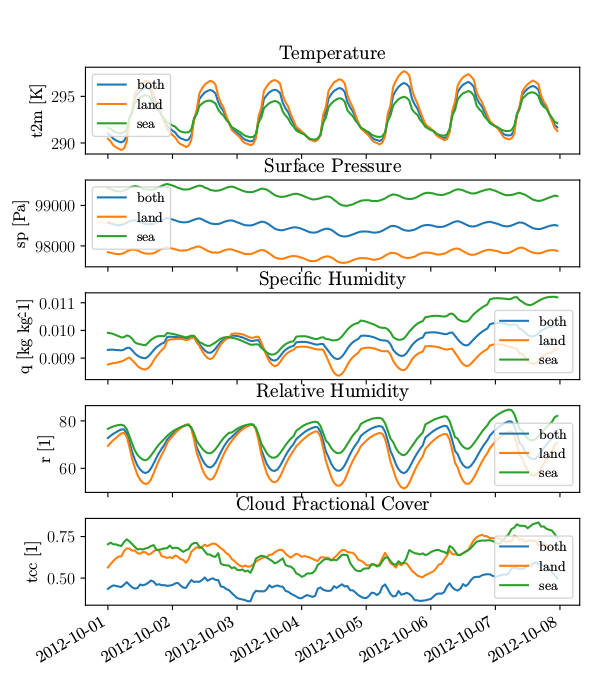 Temperature
t2m [K]
295
290
both
land
sea
Surface Pressure
sp [Pa]
99000
98000
both
land
sea
Specific Humidity
q [kg kg-1]
0.011
0.010
0.009
both
land
sea
Relative Humidity
r [1]
80
60
both
land
sea
Cloud Fractional Cover
tcc [1]
0.75
0.50
both
land
sea
2012-10-01
2012-10-02
2012-10-03
2012-10-04
2012-10-05
2012-10-06
2012-10-07
2012-10-08